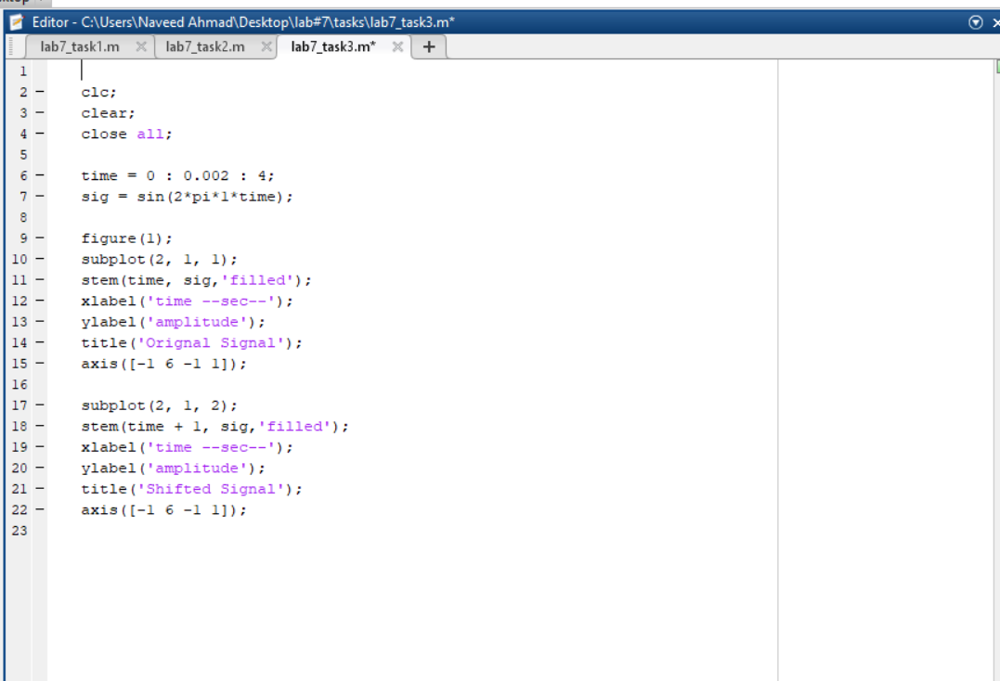 Editor - C:\Users\Naveed Ahmad\Desktop\lab#7\tasks\lab7_task3.m*
lab7_task1.m lab7_task2.m lab7_task3.m* +
1
2 - clc;
3 - clear;
4 - close all;
5
6 - time = 0 : 0.002 : 4;
7 - sig = sin(2*pi*1*time);
8
9 - figure(1);
10 - subplot(2, 1, 1);
11 - stem(time, sig,'filled');
12 - xlabel('time --sec--');
13 - ylabel('amplitude');
14 - title('Orignal Signal');
15 - axis([-1 6 -1 1]);
16
17 - subplot(2, 1, 2);
18 - stem(time + 1, sig,'filled');
19 - xlabel('time --sec--');
20 - ylabel('amplitude');
21 - title('Shifted Signal');
22 - axis([-1 6 -1 1]);
23